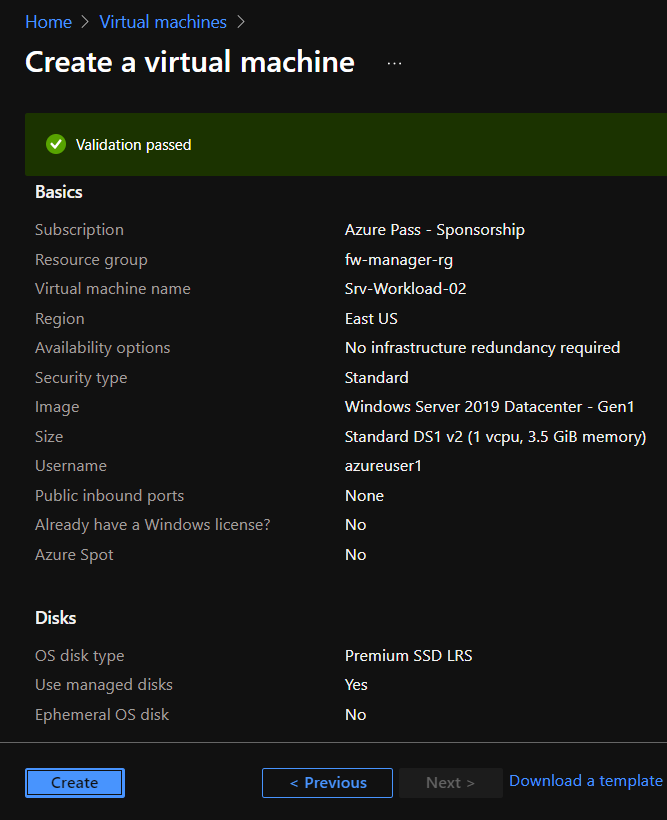 Home > Virtual machines >
Create a virtual machine ...
Validation passed
Basics
Subscription Azure Pass - Sponsorship
Resource group fw-manager-rg
Virtual machine name Srv-Workload-02
Region East US
Availability options No infrastructure redundancy required
Security type Standard
Image Windows Server 2019 Datacenter - Gen1
Size Standard DS1 v2 (1 vcpu, 3.5 GiB memory)
Username azureuser1
Public inbound ports None
Already have a Windows license? No
Azure Spot No
Disks
OS disk type Premium SSD LRS
Use managed disks Yes
Ephemeral OS disk No
Create < Previous Next > Download a template